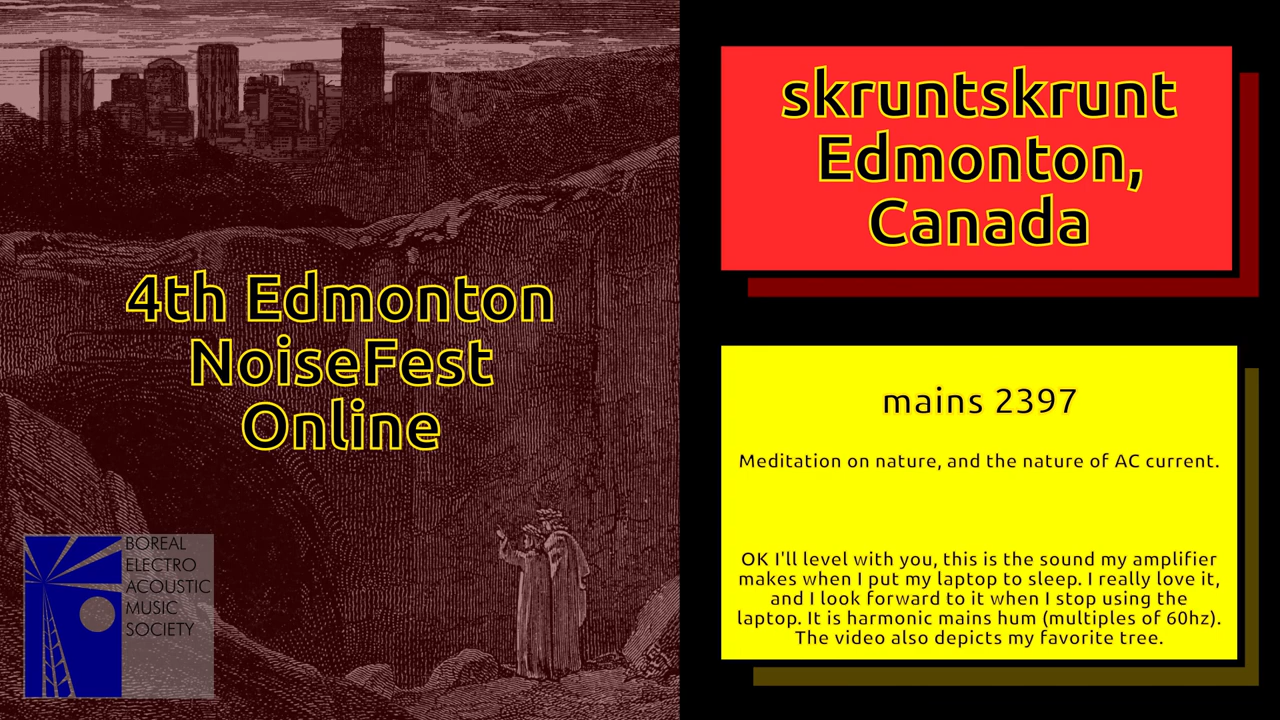 4th Edmonton
NoiseFest
Online
BOREAL
ELECTRO
ACOUSTIC
MUSIC
SOCIETY
skruntskrunt
Edmonton,
Canada
mains 2397
Meditation on nature, and the nature of AC current.
OK I'll level with you, this is the sound my amplifier
makes when I put my laptop to sleep. I really love it,
and I look forward to it when I stop using the
laptop. It is harmonic mains hum (multiples of 60hz).
The video also depicts my favorite tree.